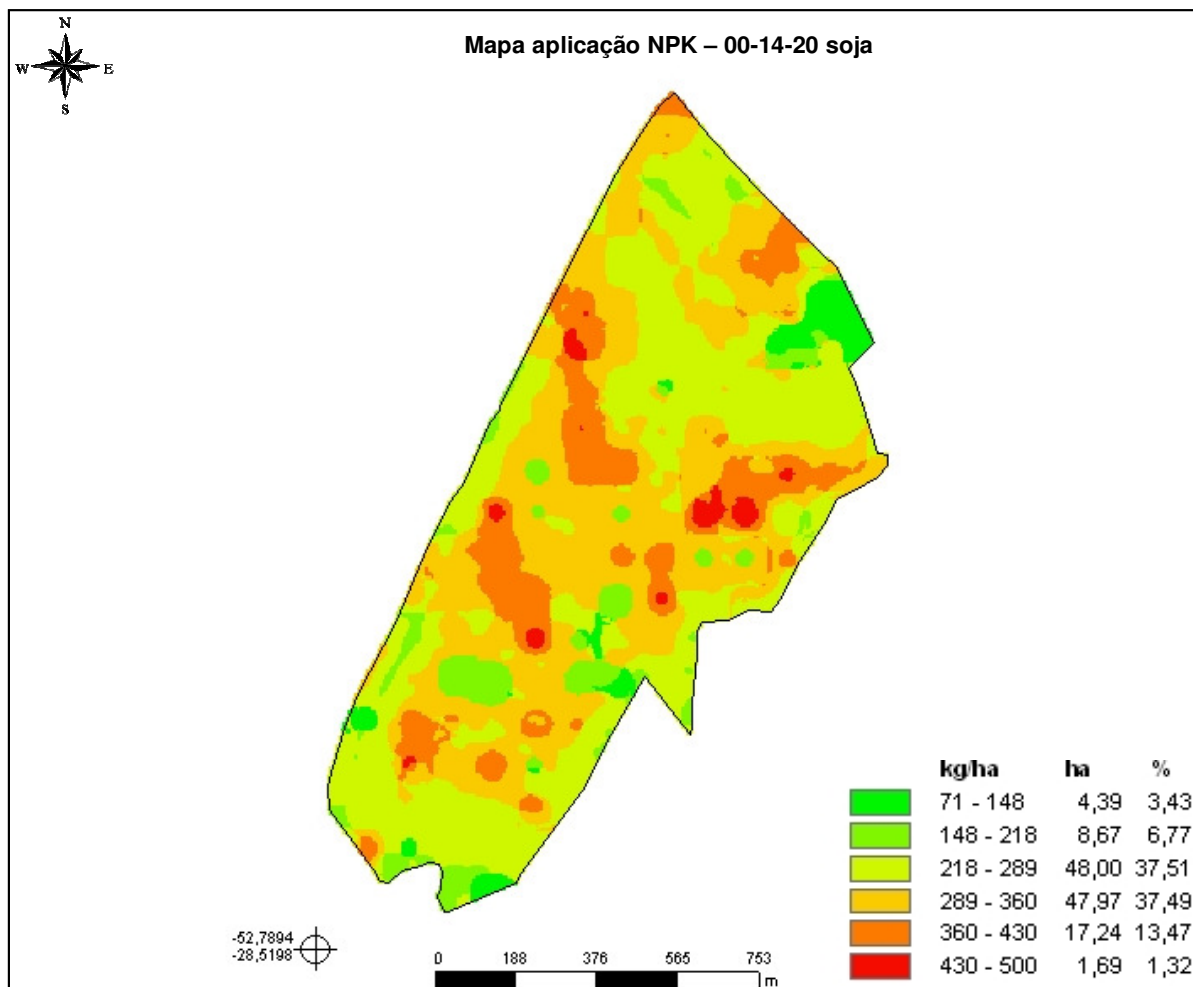 N
W E
S
Mapa aplicação NPK – 00-14-20 soja
kg/ha ha %
71 - 148 4,39 3,43
148 - 218 8,67 6,77
218 - 289 48,00 37,51
289 - 360 47,97 37,49
360 - 430 17,24 13,47
430 - 500 1,69 1,32
-52,7894
-28,5198
0 188 376 565 753
m